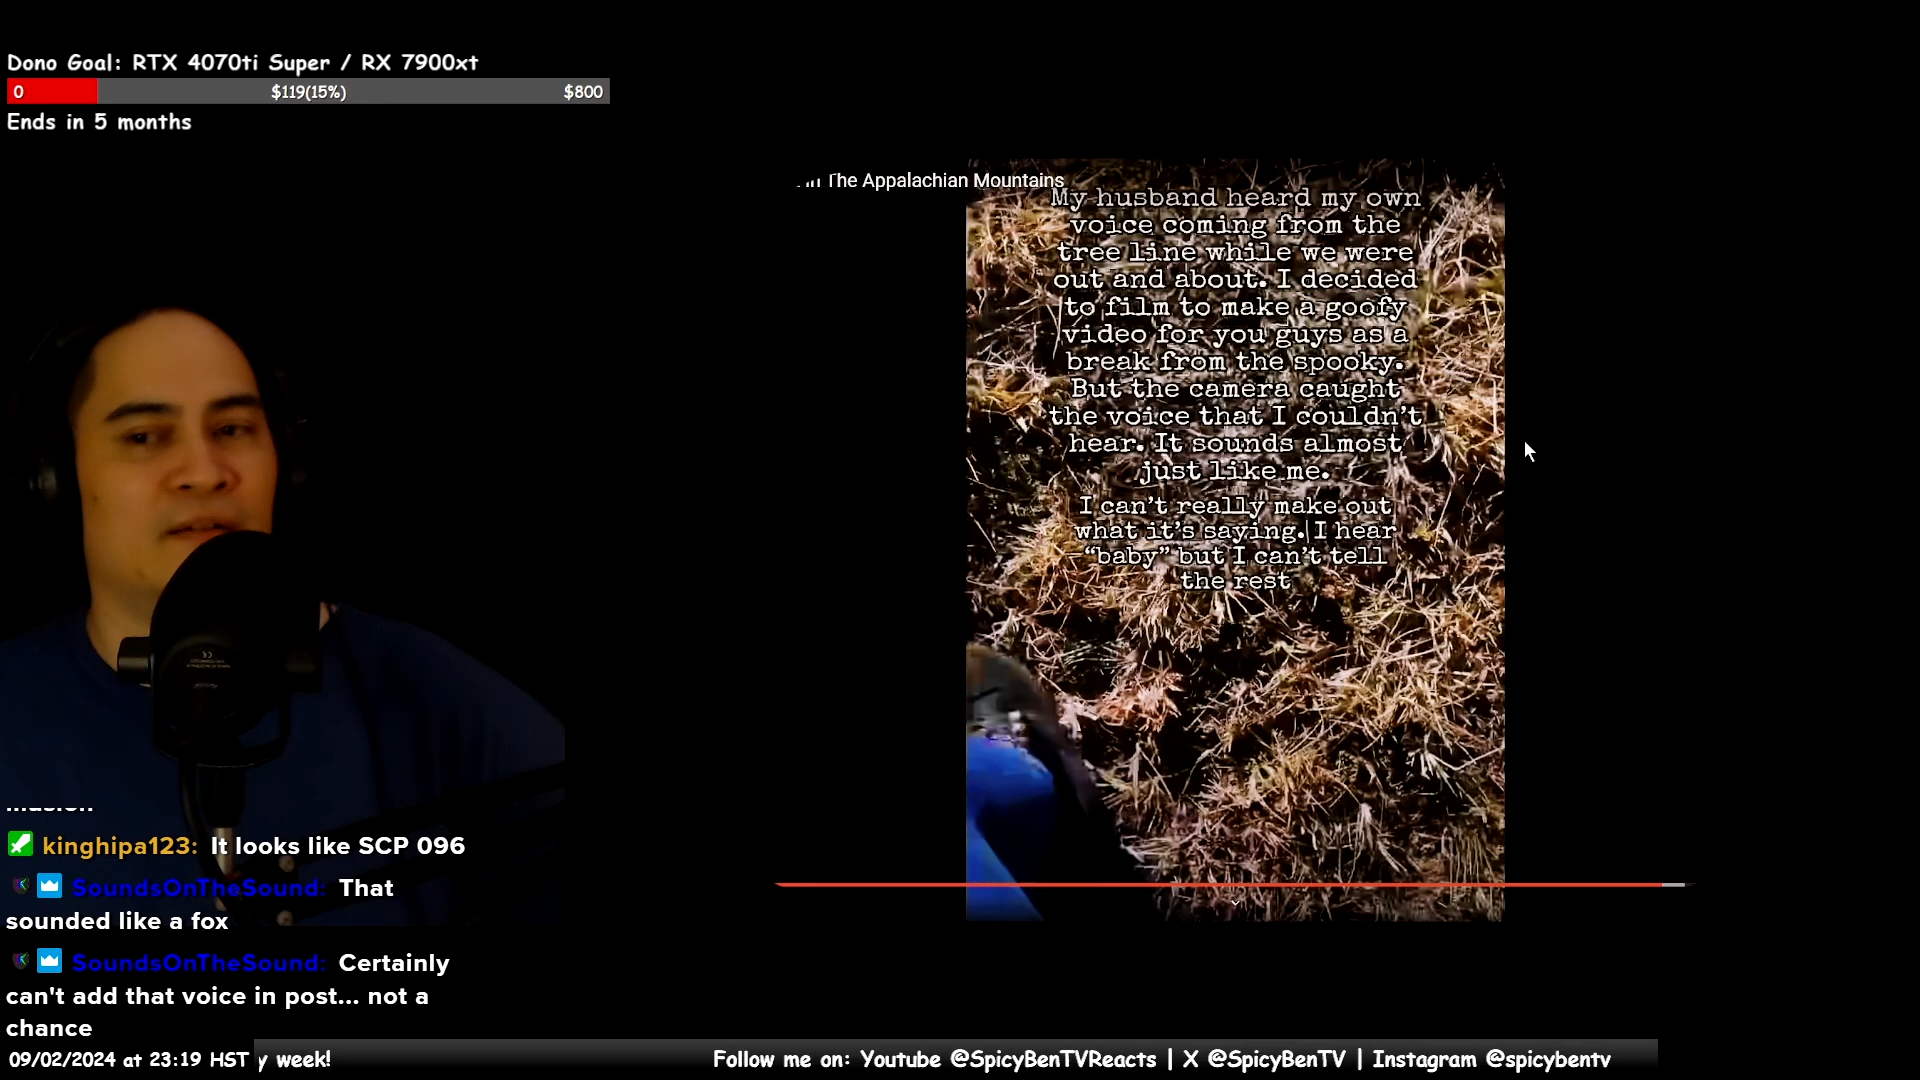 Dono Goal: RTX 4070ti Super / RX 7900xt
0 $119(15%) $800
Ends in 5 months
The Appalachian Mountains
My husband heard my own
voice coming from the
tree line while we were
out and about. I decided
to film to make a goofy
video for you guys as a
break from the spooky.
But the camera caught
the voice that I couldn't
hear. It sounds almost
just like me.
I can't really make out
what it's saying. I hear
“baby” but I can't tell
the rest
kinghipa123: It looks like SCP 096
SoundsOnTheSound: That
sounded like a fox
SoundsOnTheSound: Certainly
can't add that voice in post... not a
chance
09/02/2024 at 23:19 HST y week! Follow me on: Youtube @SpicyBenTVReacts | X @SpicyBenTV | Instagram @spicybentv